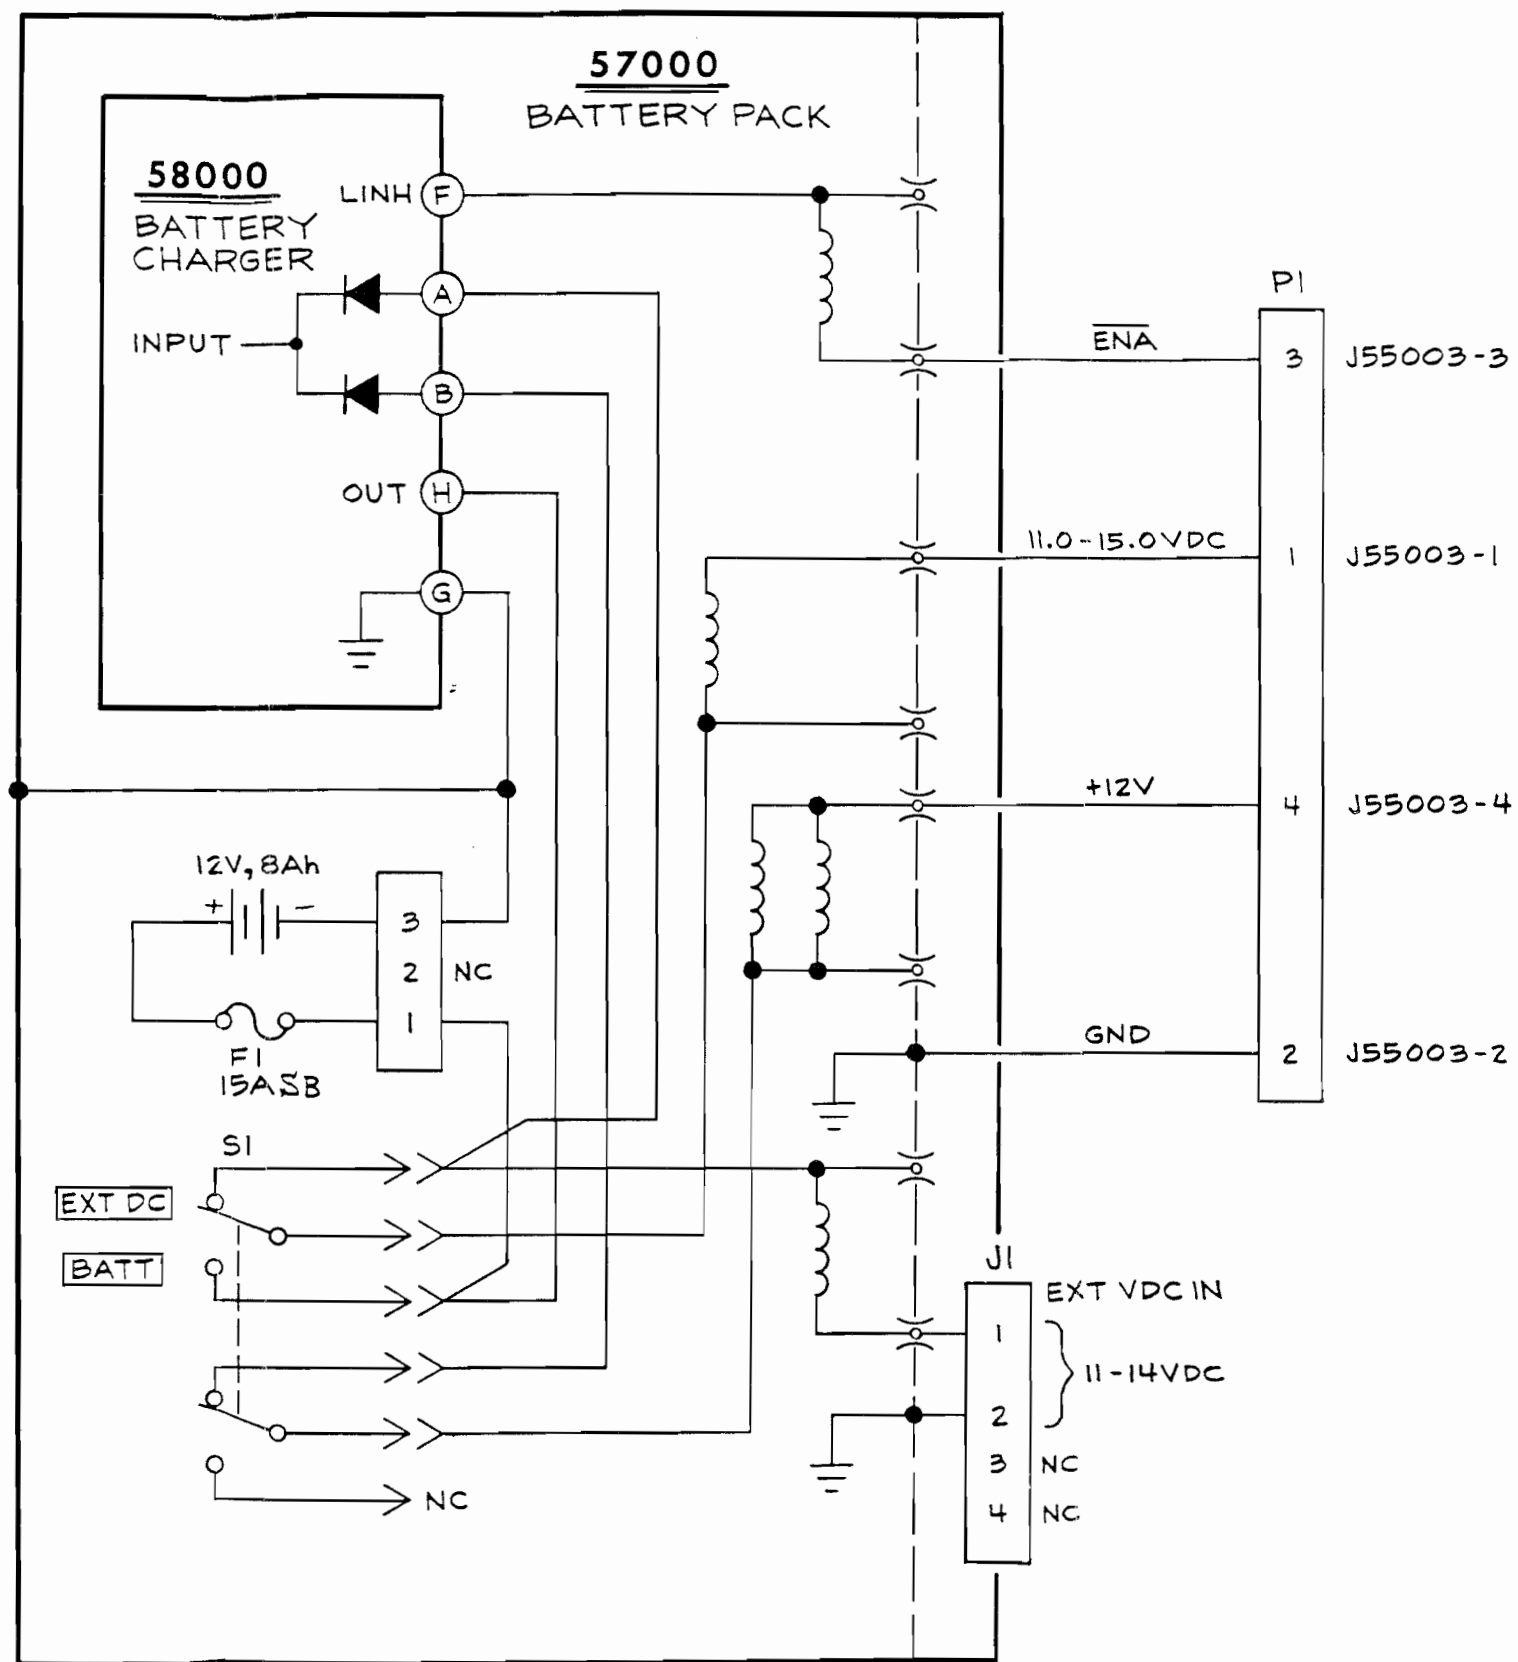 57000
BATTERY PACK
58000
BATTERY
CHARGER
LINH F
A
INPUT
B
OUT H
G
P1
ENA
3 J55003-3
11.0-15.0VDC
1 J55003-1
+12V
4 J55003-4
GND
2 J55003-2
12V, 8Ah
+ -
3
2 NC
1
F1
15A SB
S1
EXT DC
BATT
NC
J1
EXT VDC IN
1
11-14VDC
2
3 NC
4 NC